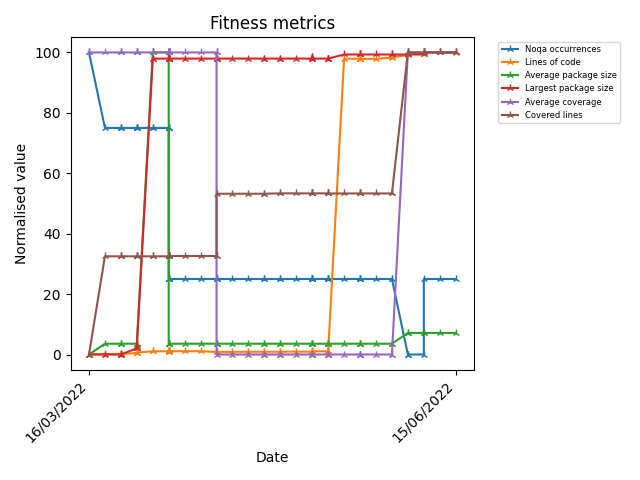 Fitness metrics
Noqa occurrences
Lines of code
Average package size
Largest package size
Average coverage
Covered lines
Normalised value
100
80
60
40
20
0
16/03/2022
15/06/2022
Date